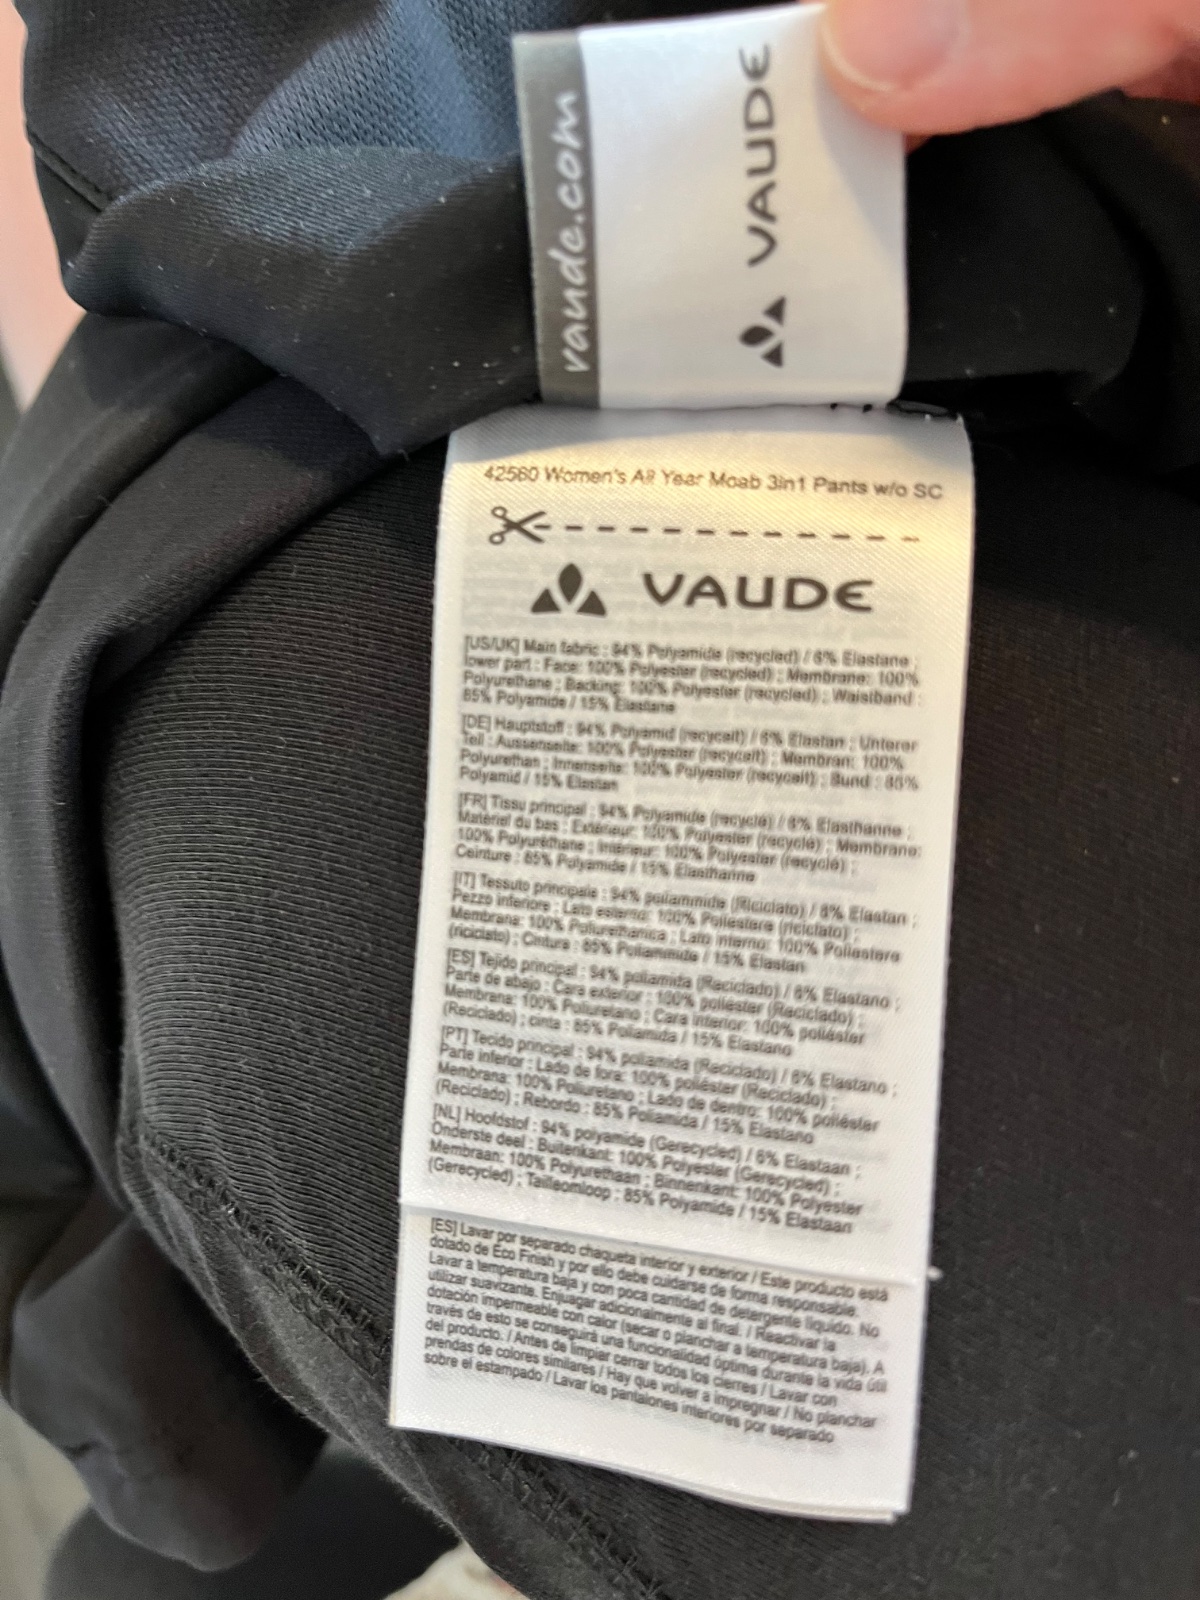 vaude.com
VAUDE
42560 Women's All Year Moab 3in1 Pants w/o SC
VAUDE
[US/UK] Main fabric : 94% Polyamide (recycled) / 6% Elastane ;
lower part : Face: 100% Polyester (recycled) ; Membrane: 100%
Polyurethane ; Backing: 100% Polyester (recycled) ; Waistband :
85% Polyamide / 15% Elastane
[DE] Hauptstoff : 94% Polyamid (recycelt) / 6% Elastan ; Unterer
Teil : Aussenseite: 100% Polyester (recycelt) ; Membran: 100%
Polyurethan ; Innenseite: 100% Polyester (recycelt) ; Bund : 85%
Polyamid / 15% Elastan
[FR] Tissu principal : 94% Polyamide (recyclé) / 6% Elasthanne ;
Matériel du bas : Extérieur: 100% Polyester (recyclé) ; Membrane:
100% Polyuréthane ; Intérieur: 100% Polyester (recyclé) ;
Ceinture : 85% Polyamide / 15% Elasthanne
[IT] Tessuto principale : 94% poliammide (Riciclato) / 6% Elastan ;
Pezzo inferiore : Lato esterno: 100% Poliestere (riciclato) ;
Membrana: 100% Poliurethanica ; Lato interno: 100% Poliestere
(riciclato) ; Cintura : 85% Poliammide / 15% Elastan
[ES] Tejido principal : 94% poliamida (Reciclado) / 6% Elastano ;
Parte de abajo : Cara exterior : 100% poliéster (Reciclado) ;
Membrana: 100% Poliuretano ; Cara interior: 100% poliéster
(Reciclado) ; cinta : 85% Poliamida / 15% Elastano
[PT] Tecido principal : 94% poliamida (Reciclado) / 6% Elastano ;
Parte inferior : Lado de fora: 100% poliéster (Reciclado) ;
Membrana: 100% Poliuretano ; Lado de dentro: 100% poliéster
(Reciclado) ; Rebordo : 85% Poliamida / 15% Elastano
[NL] Hoofdstof : 94% polyamide (Gerecycled) / 6% Elastaan ;
Onderste deel : Buitenkant: 100% Polyester (Gerecycled) ;
Membraan: 100% Polyurethaan ; Binnenkant: 100% Polyester
(Gerecycled) ; Tailleomloop : 85% Polyamide / 15% Elastaan
[ES] Lavar por separado chaqueta interior y exterior / Este producto está
dotado de Eco Finish y por ello debe cuidarse de forma responsable.
Lavar a temperatura baja y con poca cantidad de detergente líquido. No
utilizar suavizante. Enjuagar adicionalmente al final. / Reactivar la
dotación impermeable con calor (secar o planchar a temperatura baja). A
través de esto se conseguirá una funcionalidad óptima durante la vida útil
del producto. / Antes de limpiar cerrar todos los cierres / Lavar con
prendas de colores similares / Hay que volver a impregnar / No planchar
sobre el estampado / Lavar los pantalones interiores por separado